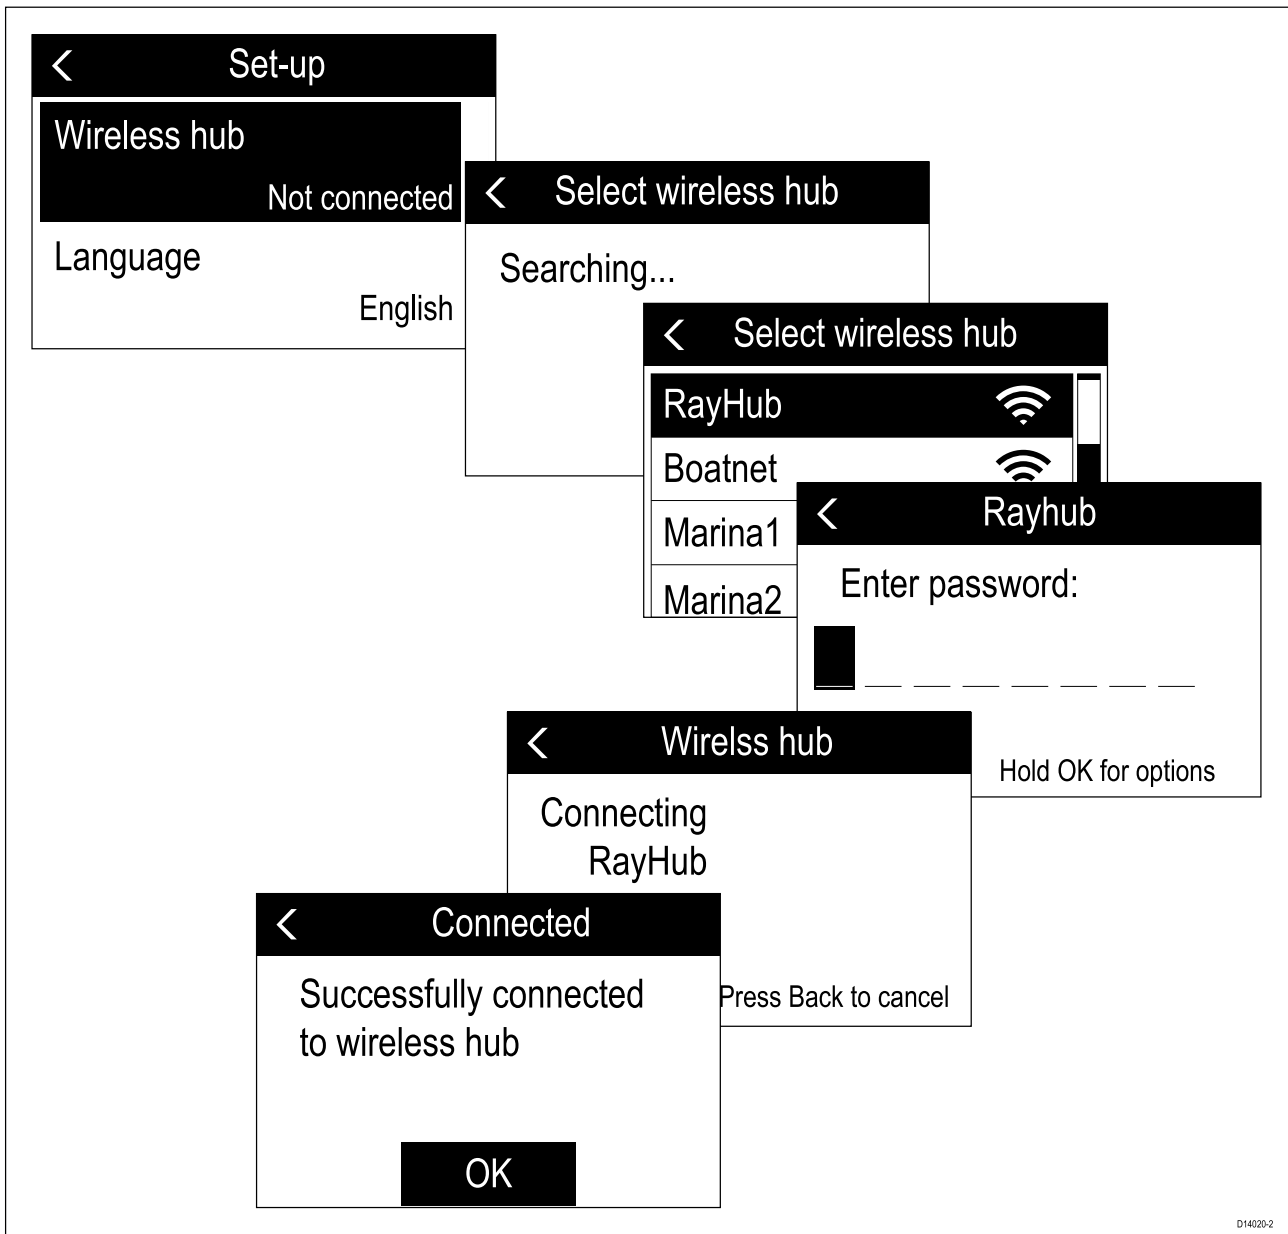 Set-up
Wireless hub
Not connected
Language
English
Select wireless hub
Searching...
Select wireless hub
RayHub
Boatnet
Marina1
Marina2
Rayhub
Enter password:
Hold OK for options
Wirelss hub
Connecting
RayHub
Press Back to cancel
Connected
Successfully connected
to wireless hub
OK
D14020-2